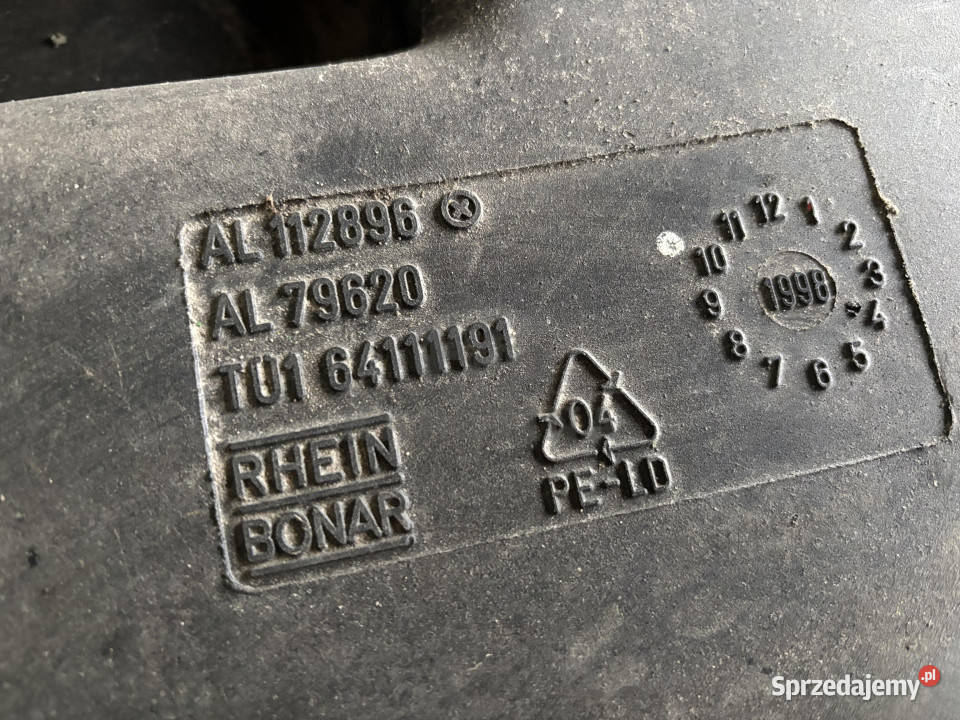 AL 112896
AL 79620
TU1 64111191
RHEIN
BONAR
04
PE-LD
12
1
2
3
4
5
6
7
8
9
10
11
1998
Sprzedajemy.pl